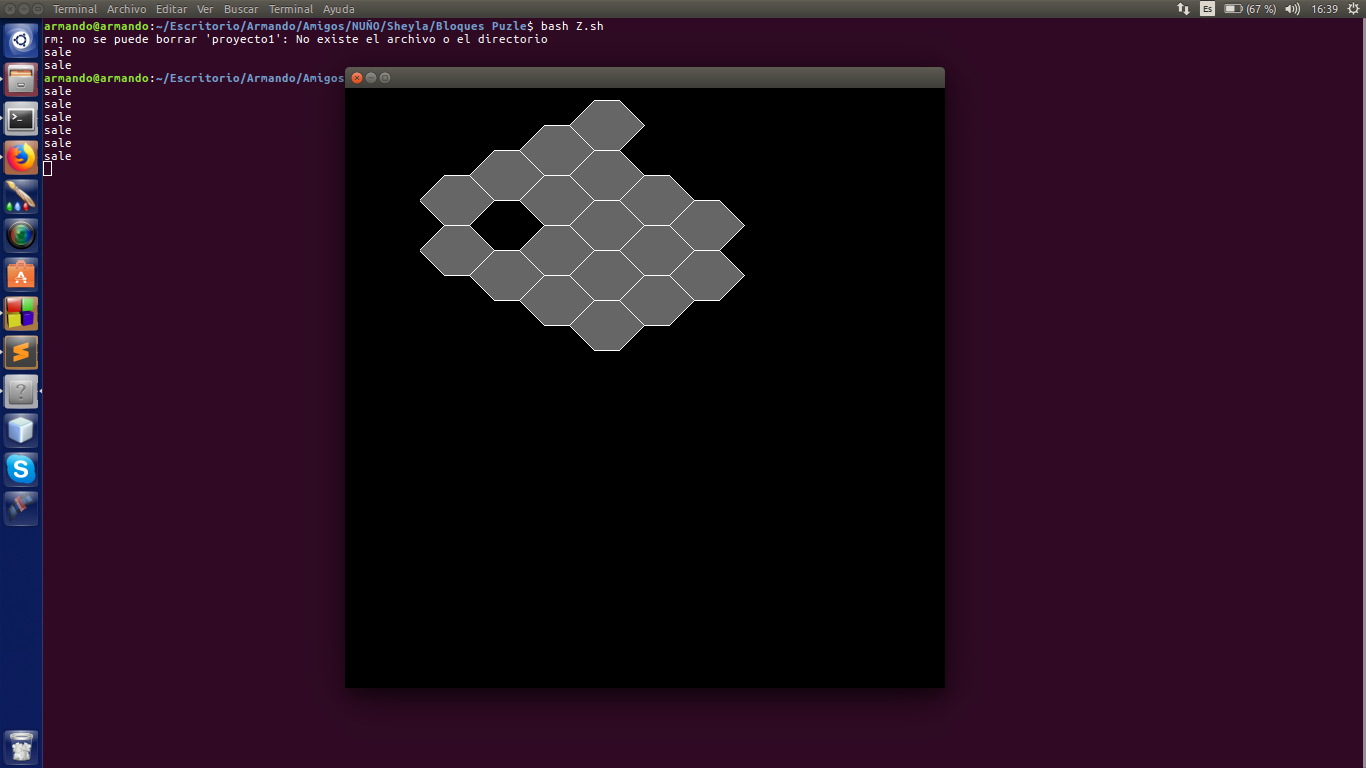 Terminal Archivo Editar Ver Buscar Terminal Ayuda
Es (67 %) 16:39
armando@armando:~/Escritorio/Armando/Amigos/NUÑO/Sheyla/Bloques Puzle$ bash Z.sh
rm: no se puede borrar 'proyecto1': No existe el archivo o el directorio
sale
sale
armando@armando:~/Escritorio/Armando/Amigos
sale
sale
sale
sale
sale
sale